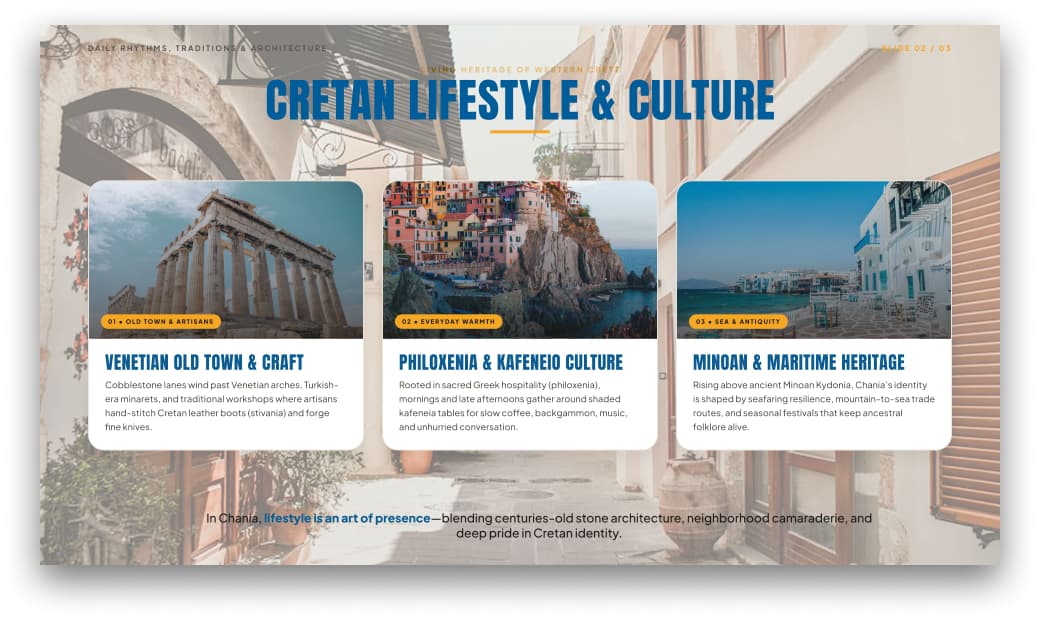 DAILY RHYTHMS, TRADITIONS & ARCHITECTURE
SLIDE 02 / 05
LIVING HERITAGE OF WESTERN CRETE
CRETAN LIFESTYLE & CULTURE
01 • OLD TOWN & ARTISANS
VENETIAN OLD TOWN & CRAFT
Cobblestone lanes wind past Venetian arches, Turkish-
era minarets, and traditional workshops where artisans
hand-stitch Cretan leather boots (stivania) and forge
fine knives.
02 • EVERYDAY WARMTH
PHILOXENIA & KAFENEIO CULTURE
Rooted in sacred Greek hospitality (philoxenia),
mornings and late afternoons gather around shaded
kafeneia tables for slow coffee, backgammon, music,
and unhurried conversation.
03 • SEA & ANTIQUITY
MINOAN & MARITIME HERITAGE
Rising above ancient Minoan Kydonia, Chania's identity
is shaped by seafaring resilience, mountain-to-sea trade
routes, and seasonal festivals that keep ancestral
folklore alive.
In Chania, lifestyle is an art of presence—blending centuries-old stone architecture, neighborhood camaraderie, and
deep pride in Cretan identity.